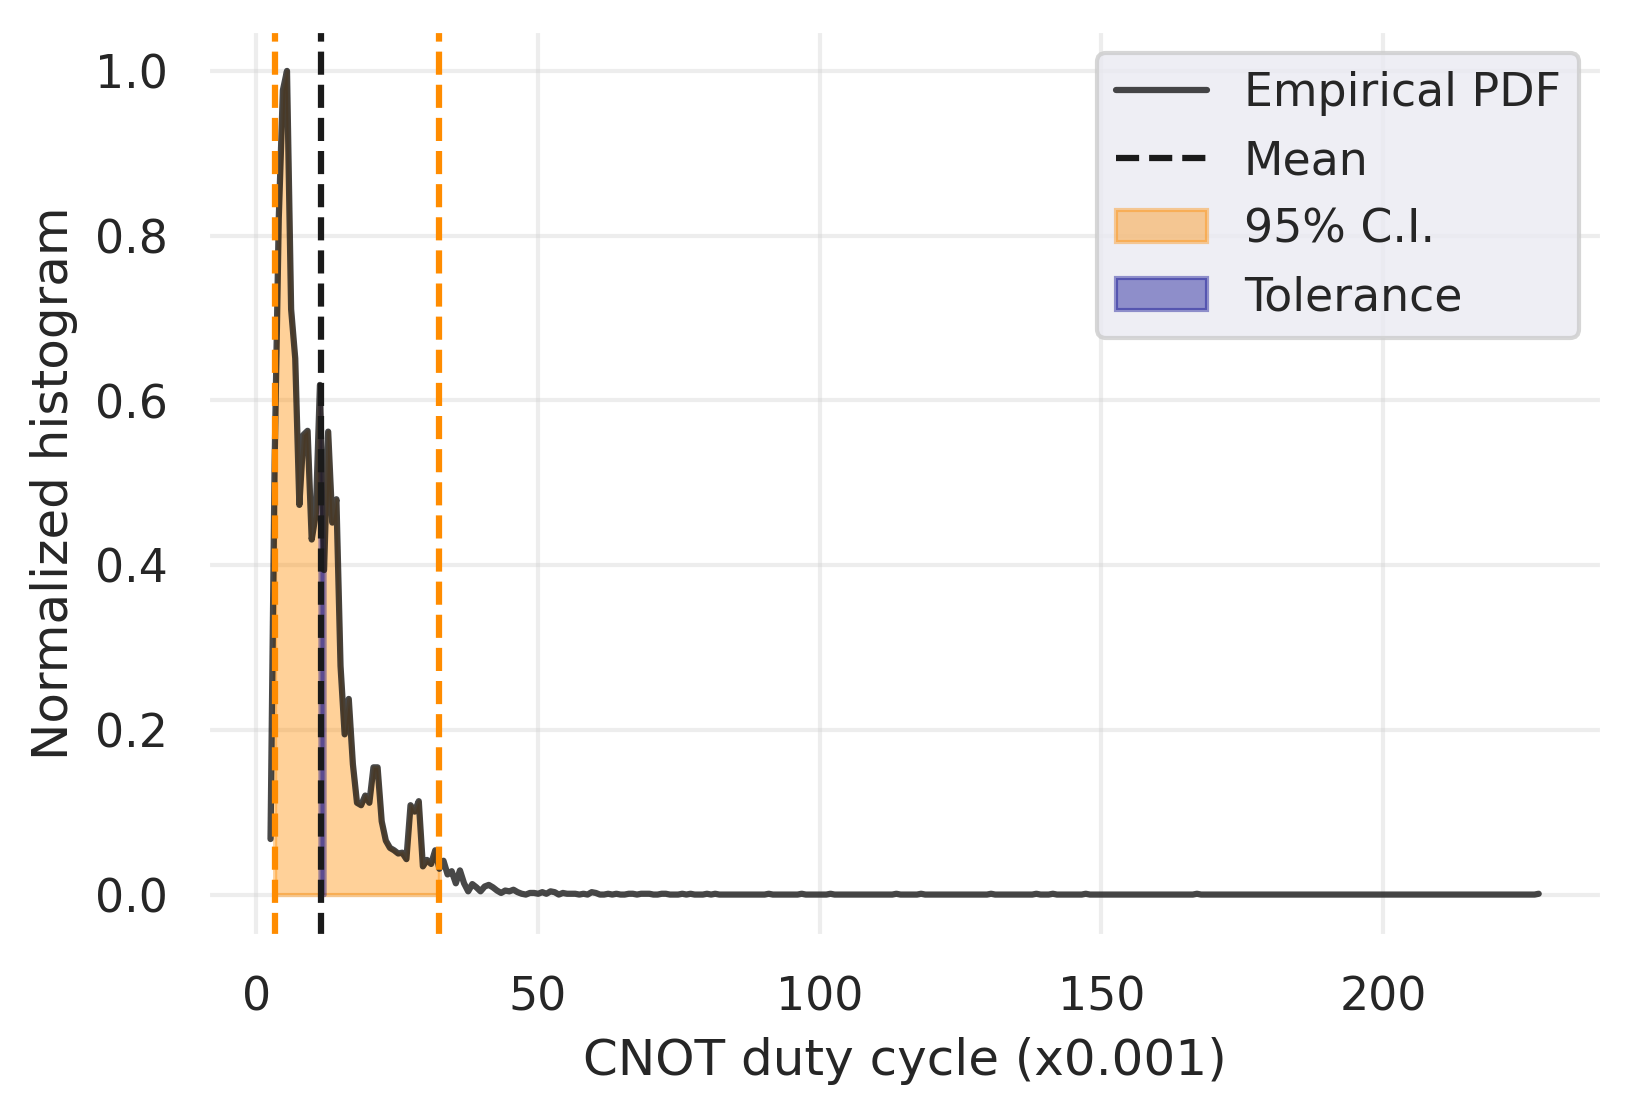 1.0
0.8
0.6
0.4
0.2
0.0
Normalized histogram
Empirical PDF
Mean
95% C.I.
Tolerance
0 50 100 150 200
CNOT duty cycle (x0.001)